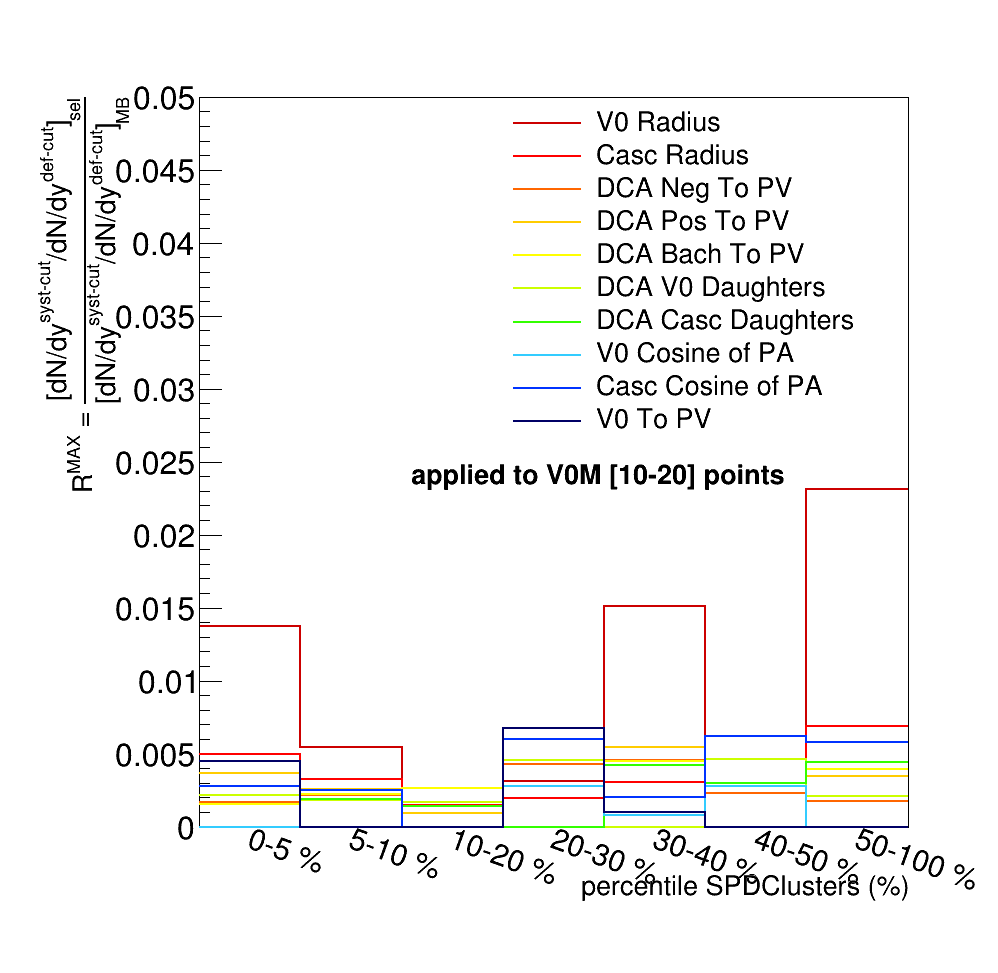 0.05
0.045
0.04
0.035
0.03
0.025
0.02
0.015
0.01
0.005
0
R^MAX = [dN/dy^syst-cut/dN/dy^def-cut]_sel
[dN/dy^syst-cut/dN/dy^def-cut]_MB
V0 Radius
Casc Radius
DCA Neg To PV
DCA Pos To PV
DCA Bach To PV
DCA V0 Daughters
DCA Casc Daughters
V0 Cosine of PA
Casc Cosine of PA
V0 To PV
applied to V0M [10-20] points
0-5 %
5-10 %
10-20 %
20-30 %
30-40 %
40-50 %
50-100 %
percentile SPDClusters (%)